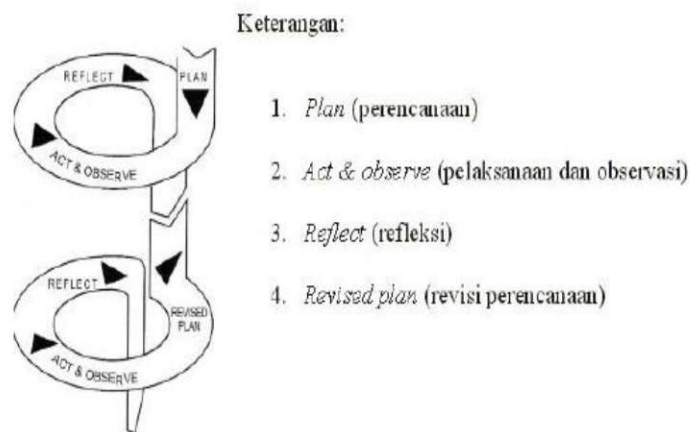 Keterangan:
REFLECT
PLAN
ACT & OBSERVE
REFLECT
REVISED
PLAN
ACT & OBSERVE
1. Plan (perencanaan)
2. Act & observe (pelaksanaan dan observasi)
3. Reflect (refleksi)
4. Revised plan (revisi perencanaan)